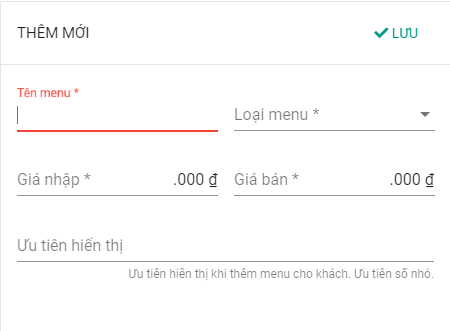 THÊM MỚI
LƯU
Tên menu *
Loại menu *
Giá nhập *
.000 ₫
Giá bán *
.000 ₫
Ưu tiên hiển thị
Ưu tiên hiển thị khi thêm menu cho khách. Ưu tiên số nhỏ.